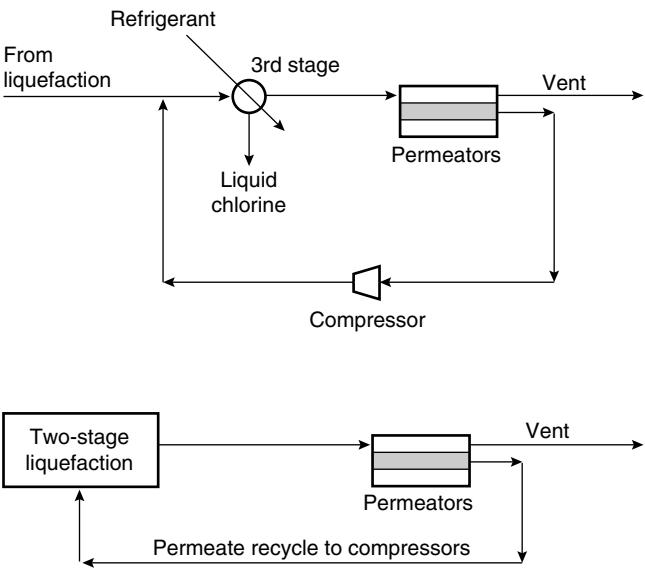 Refrigerant
From
liquefaction
3rd stage
Vent
Permeators
Liquid
chlorine
Compressor
Two-stage
liquefaction
Vent
Permeators
Permeate recycle to compressors